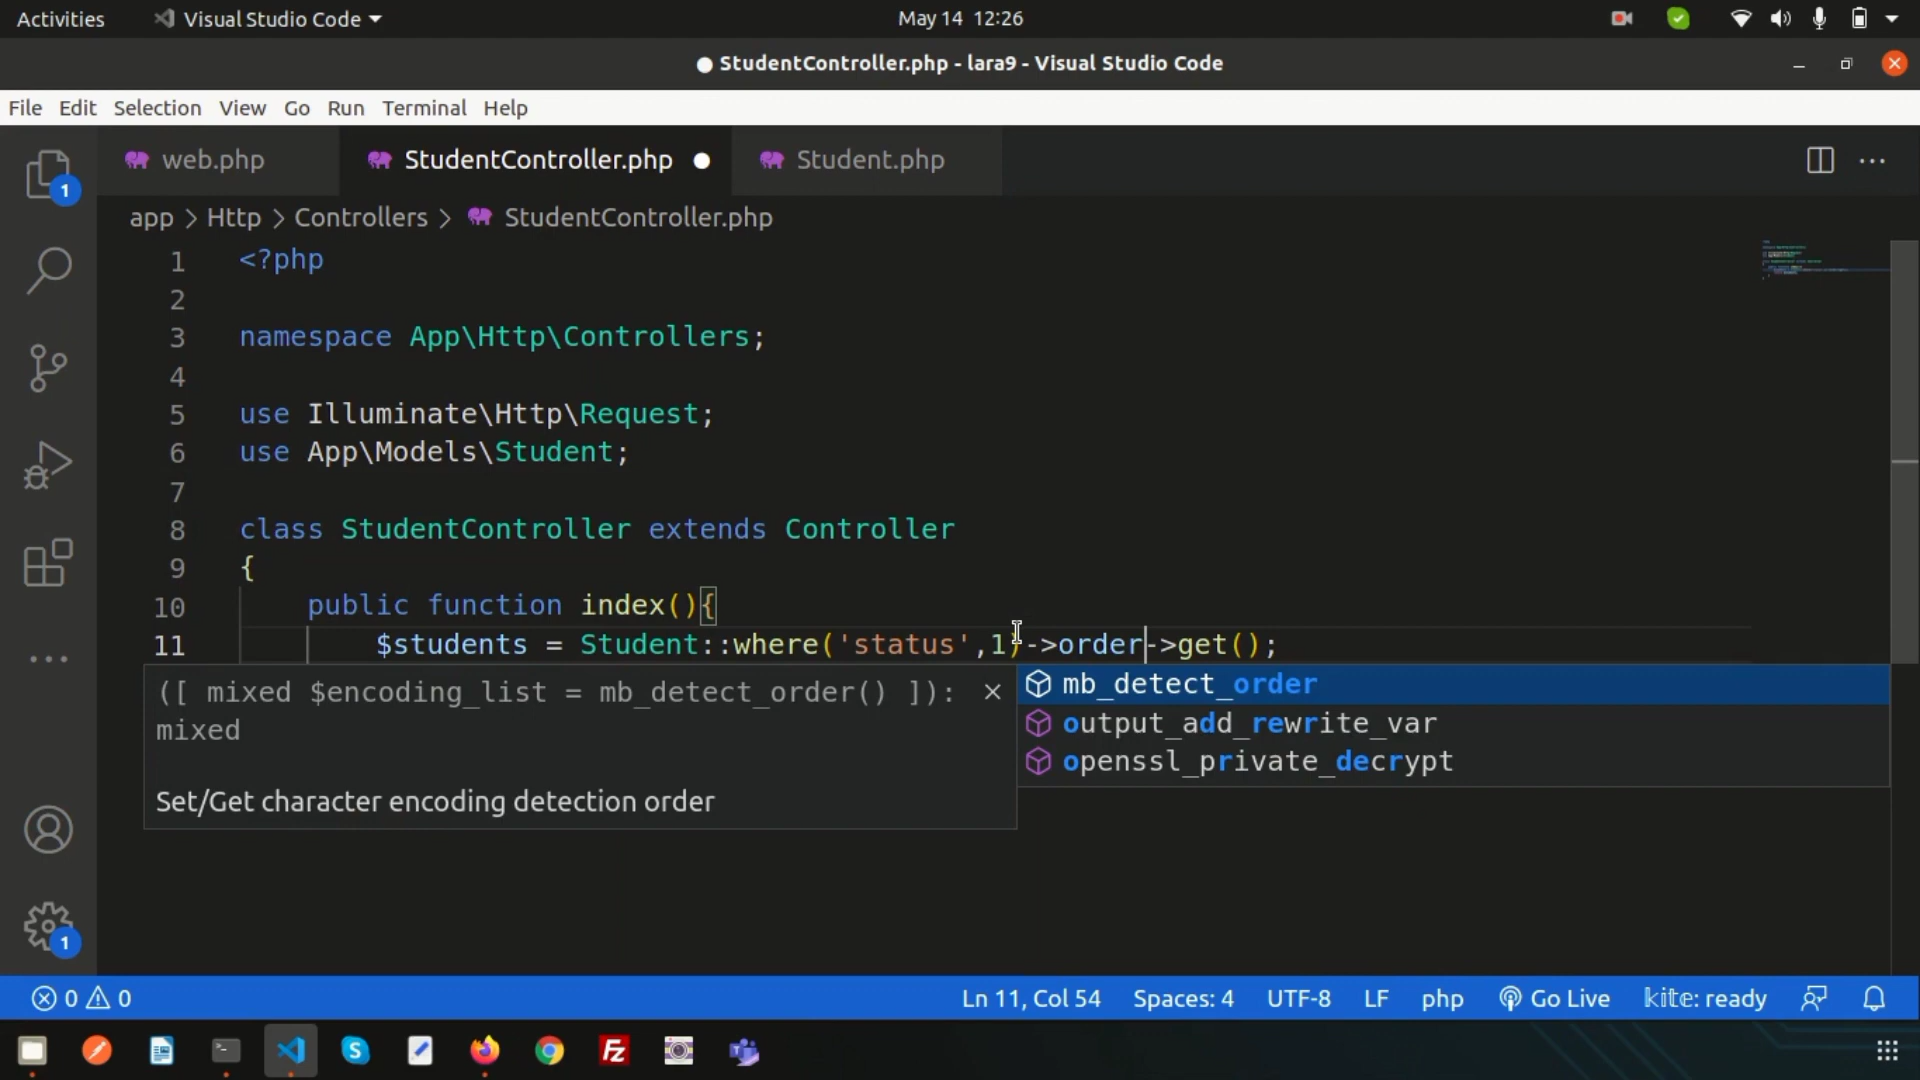 Activities Visual Studio Code May 14 12:26
● StudentController.php - lara9 - Visual Studio Code
File Edit Selection View Go Run Terminal Help
web.php StudentController.php Student.php
1
app > Http > Controllers > StudentController.php
1 <?php
2
3 namespace App\Http\Controllers;
4
5 use Illuminate\Http\Request;
6 use App\Models\Student;
7
8 class StudentController extends Controller
9 {
10 public function index(){
11 $students = Student::where('status',1)->order->get();
([ mixed $encoding_list = mb_detect_order() ]):
mixed
Set/Get character encoding detection order
mb_detect_order
output_add_rewrite_var
openssl_private_decrypt
1
0 0 Ln 11, Col 54 Spaces: 4 UTF-8 LF php Go Live kite: ready